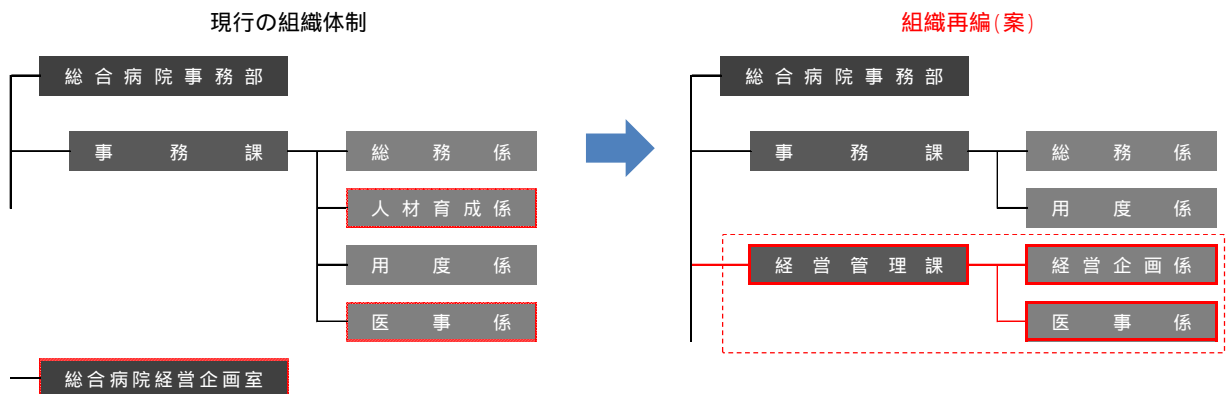 現行の組織体制
総合病院事務部
事務課
総務係
人材育成係
用度係
医事係
総合病院経営企画室
組織再編(案)
総合病院事務部
事務課
総務係
用度係
経営管理課
経営企画係
医事係